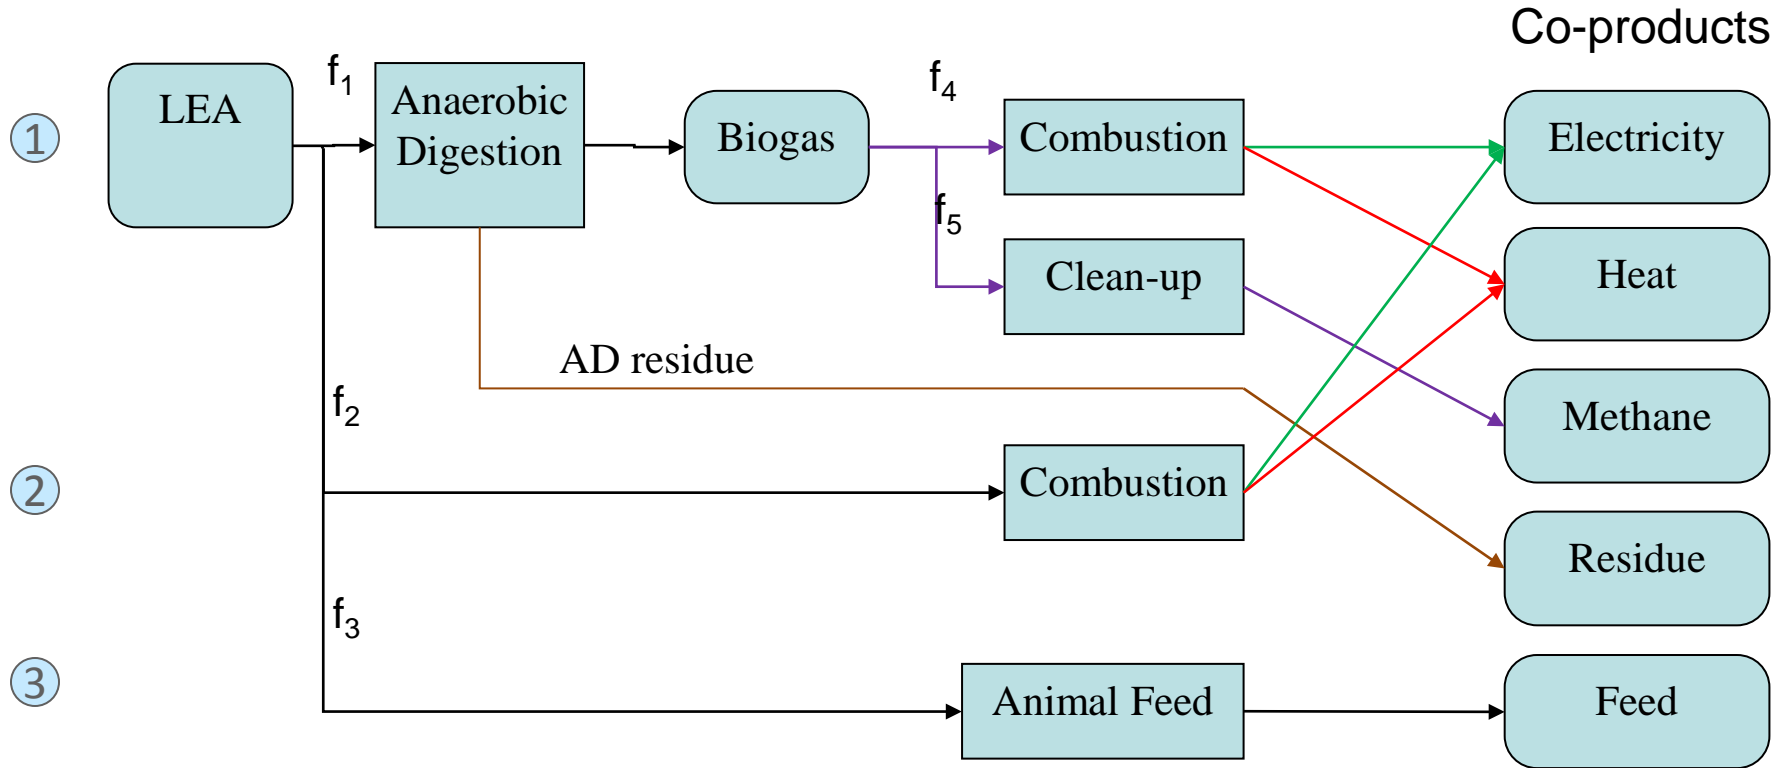 Co-products
f₁
f₄
LEA
Anaerobic
Digestion
Biogas
Combustion
Electricity
1
f₅
Clean-up
Heat
AD residue
f₂
Methane
2
Combustion
Residue
f₃
3
Animal Feed
Feed